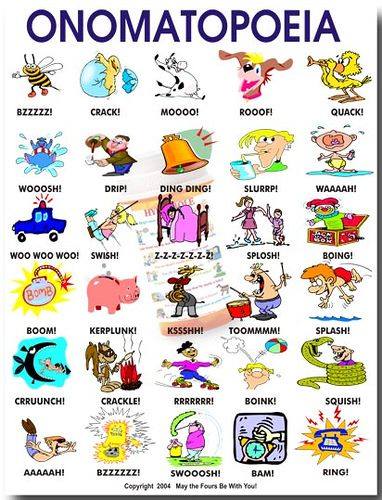 ONOMATOPOEIA
BZZZZZ! CRACK! MOOOO! ROOOF! QUACK!
WOOOSH! DRIP! DING DING! SLURRP! WAAAAH!
WOO WOO WOO! SWISH! Z-Z-Z-Z-Z-Z-Z! SPLOSH! BOING!
BOMB
BOOM! KERPLUNK! KSSSHH! TOOMMMM! SPLASH!
CRRUUNCH! CRACKLE! RRRRRRR! BOINK! SQUISH!
AAAAAH! BZZZZZZ! SWOOOSH! BAM! RING!
Copyright 2004 May the Fours Be With You!